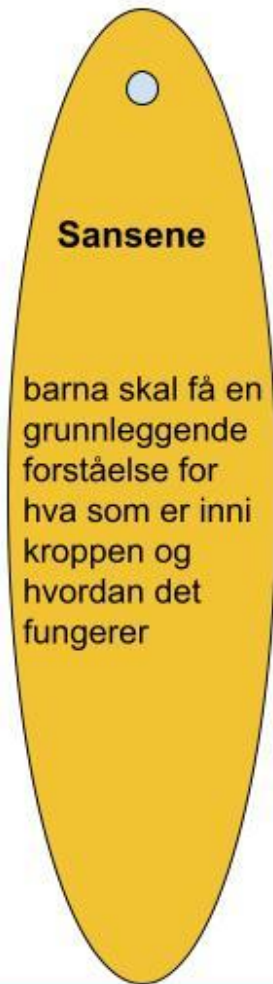 Sansene
barna skal få en
grunnleggende
forståelse for
hva som er inni
kroppen og
hvordan det
fungerer